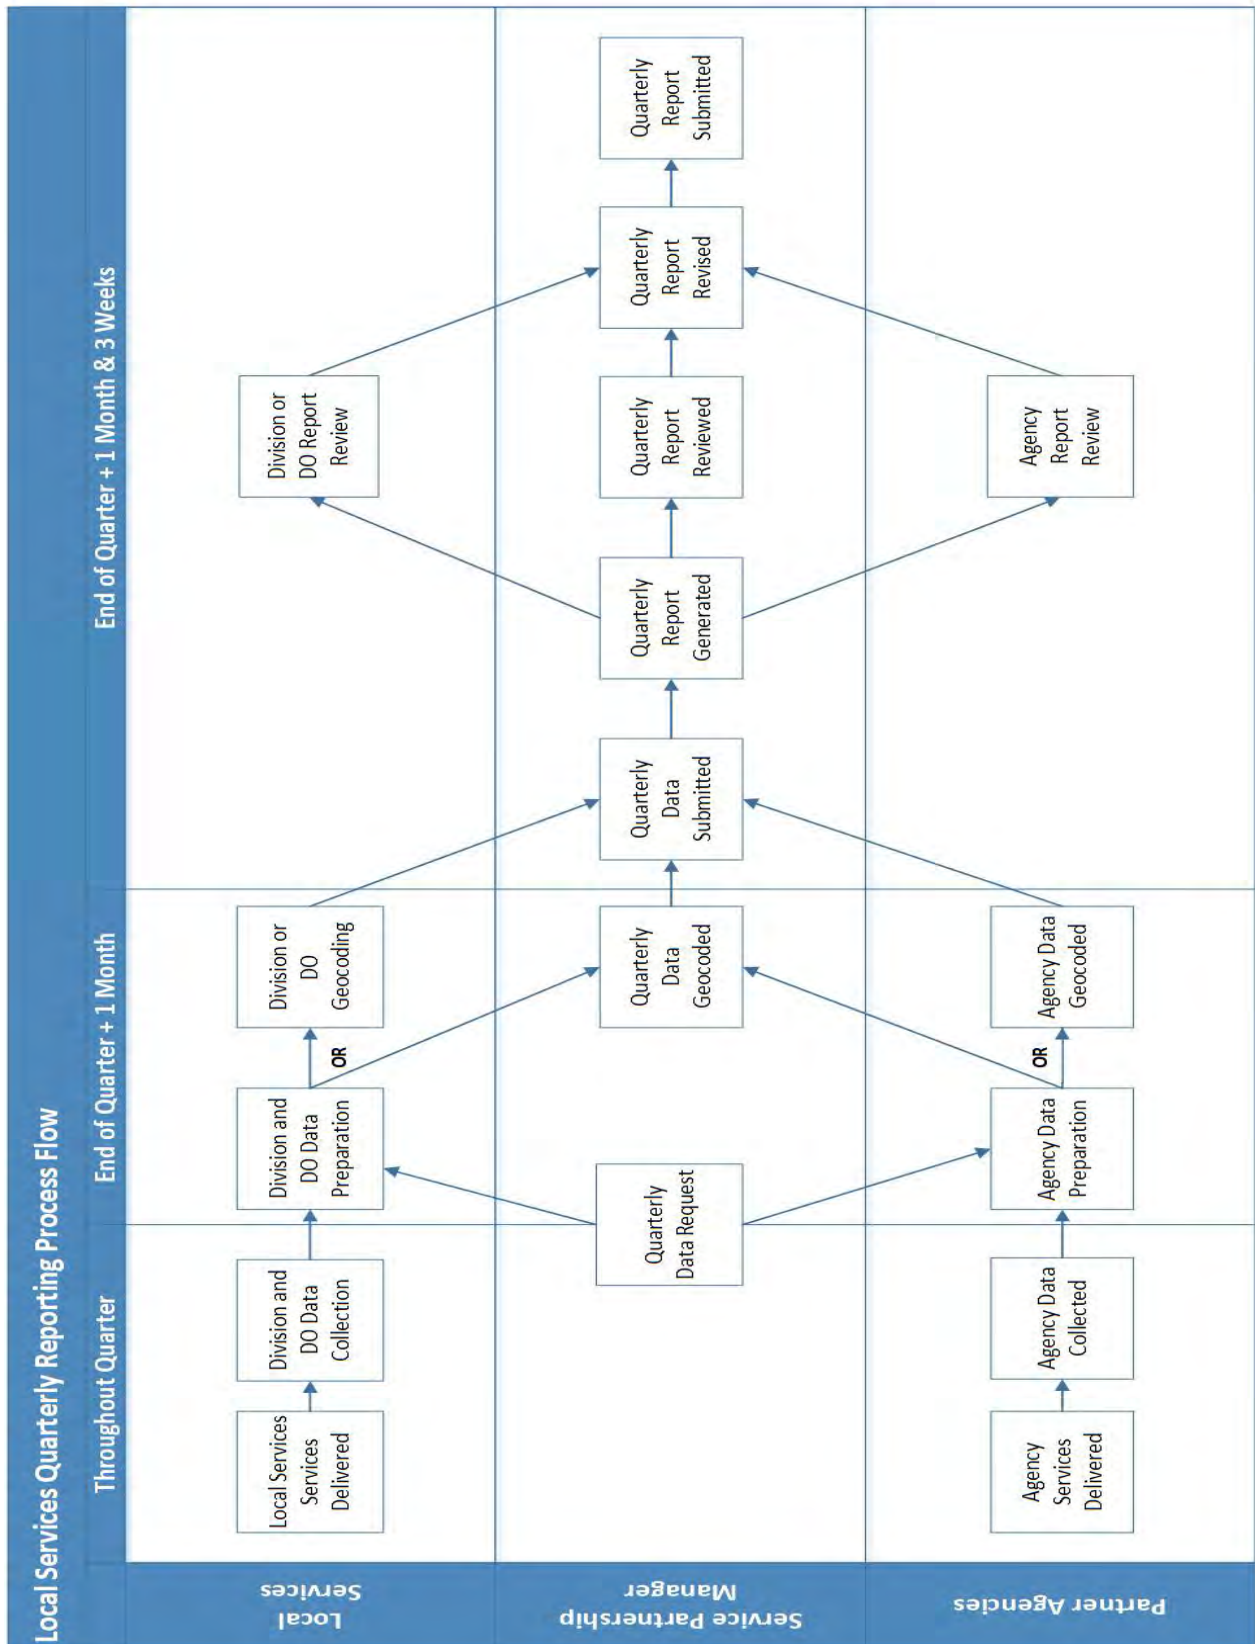 Local Services Quarterly Reporting Process Flow
Throughout Quarter
End of Quarter + 1 Month
End of Quarter + 1 Month & 3 Weeks
Local
Services
Local Services
Services
Delivered
Division and
DO Data
Collection
Division and
DO Data
Preparation
OR
Division or
DO
Geocoding
Division or
DO Report
Review
Service Partnership
Manager
Quarterly
Data Request
Quarterly
Data
Geocoded
Quarterly
Data
Submitted
Quarterly
Report
Generated
Quarterly
Report
Reviewed
Quarterly
Report
Revised
Quarterly
Report
Submitted
Partner Agencies
Agency
Services
Delivered
Agency Data
Collected
Agency Data
Preparation
OR
Agency Data
Geocoded
Agency
Report
Review